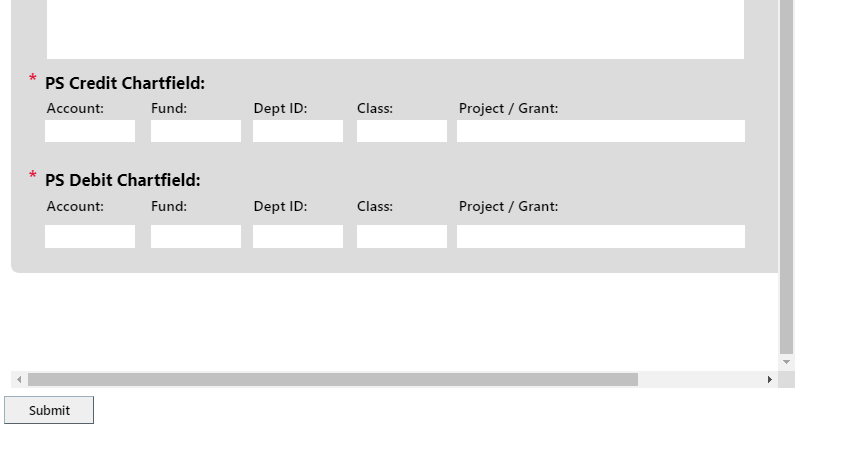 * PS Credit Chartfield:
Account: Fund: Dept ID: Class: Project / Grant:
* PS Debit Chartfield:
Account: Fund: Dept ID: Class: Project / Grant:
Submit